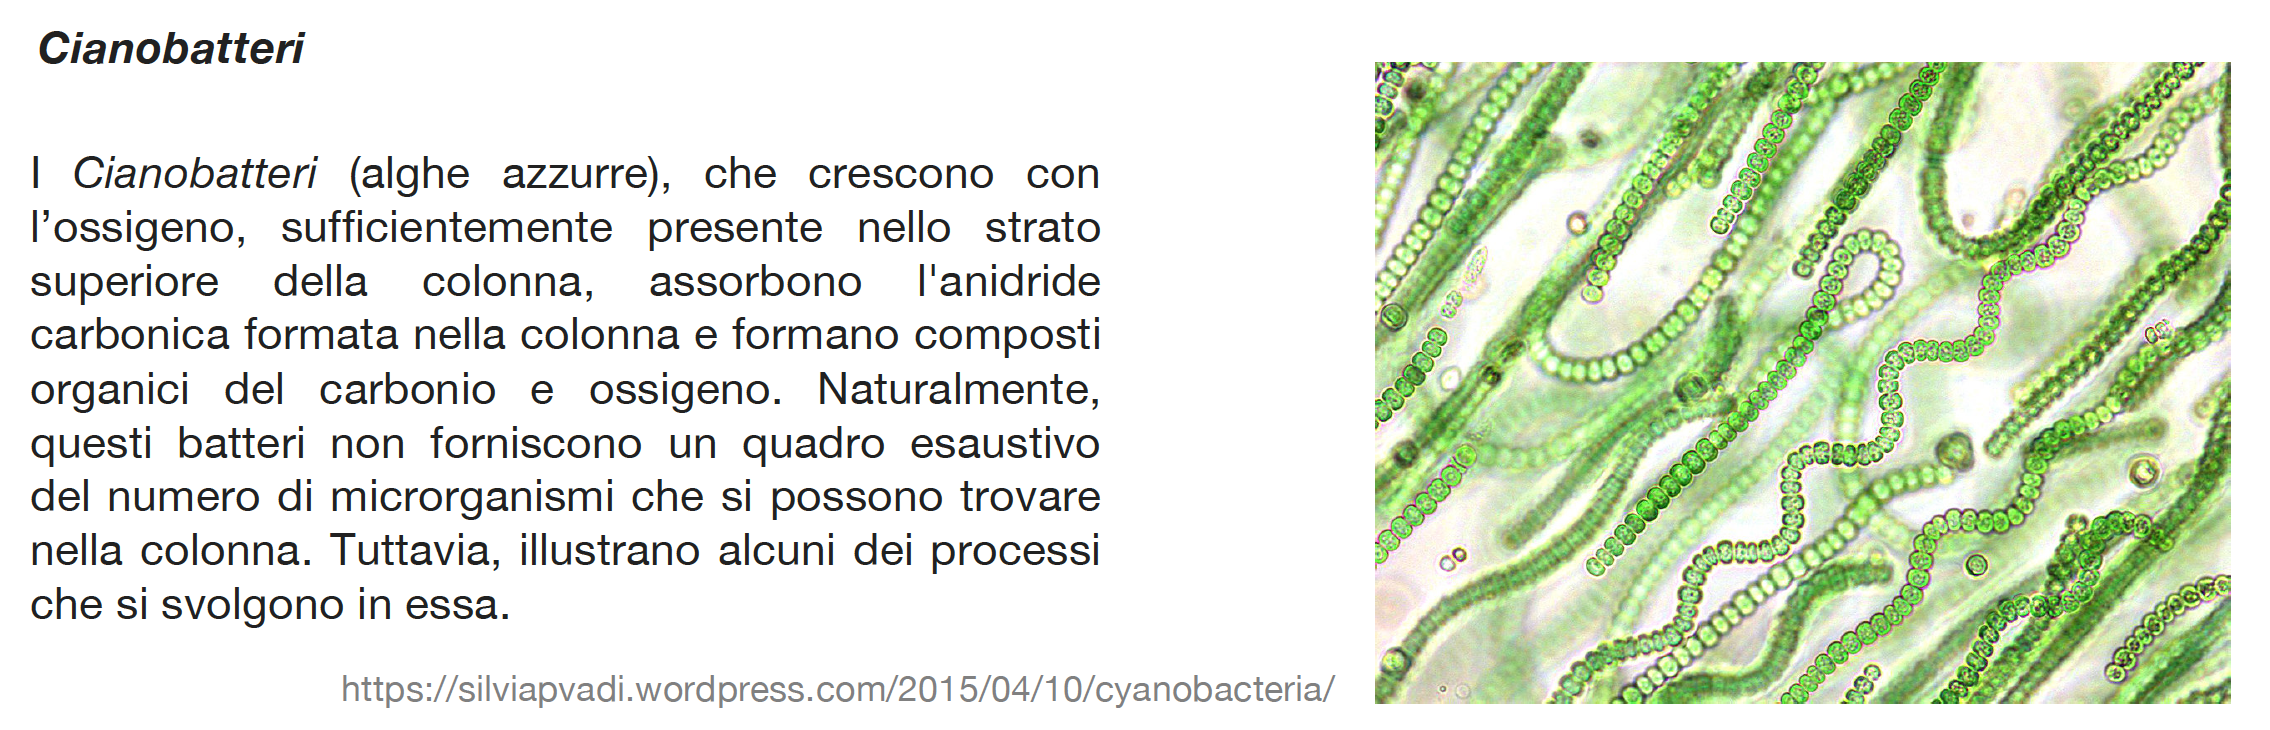 Cianobatteri
I Cianobatteri (alghe azzurre), che crescono con
l’ossigeno, sufficientemente presente nello strato
superiore della colonna, assorbono l'anidride
carbonica formata nella colonna e formano composti
organici del carbonio e ossigeno. Naturalmente,
questi batteri non forniscono un quadro esaustivo
del numero di microrganismi che si possono trovare
nella colonna. Tuttavia, illustrano alcuni dei processi
che si svolgono in essa.
https://silviapvadi.wordpress.com/2015/04/10/cyanobacteria/